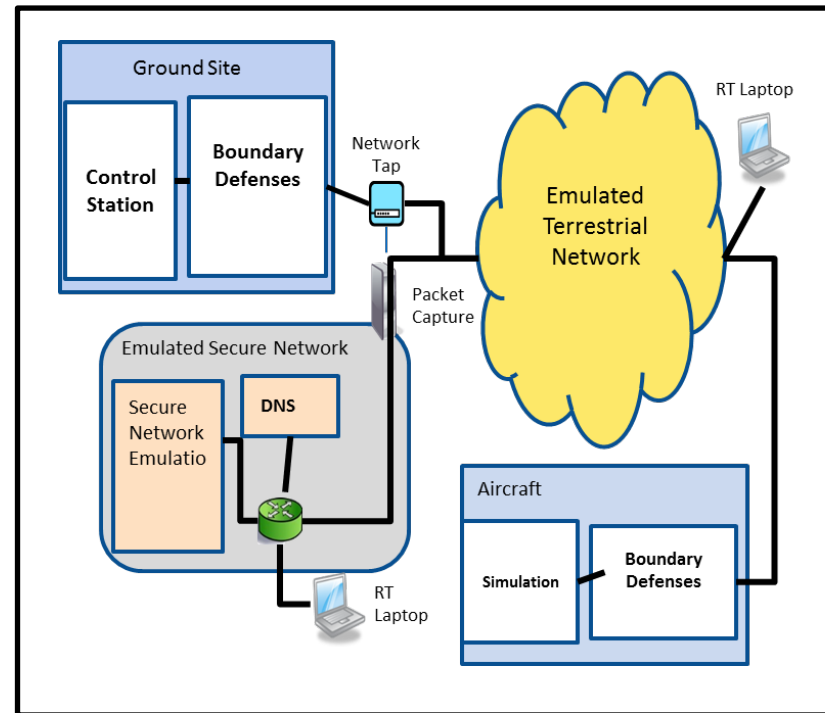 Ground Site
Control
Station
Boundary
Defenses
Network
Tap
Packet
Capture
Emulated
Terrestrial
Network
RT Laptop
Emulated Secure Network
Secure
Network
Emulatio
DNS
RT
Laptop
Aircraft
Simulation
Boundary
Defenses